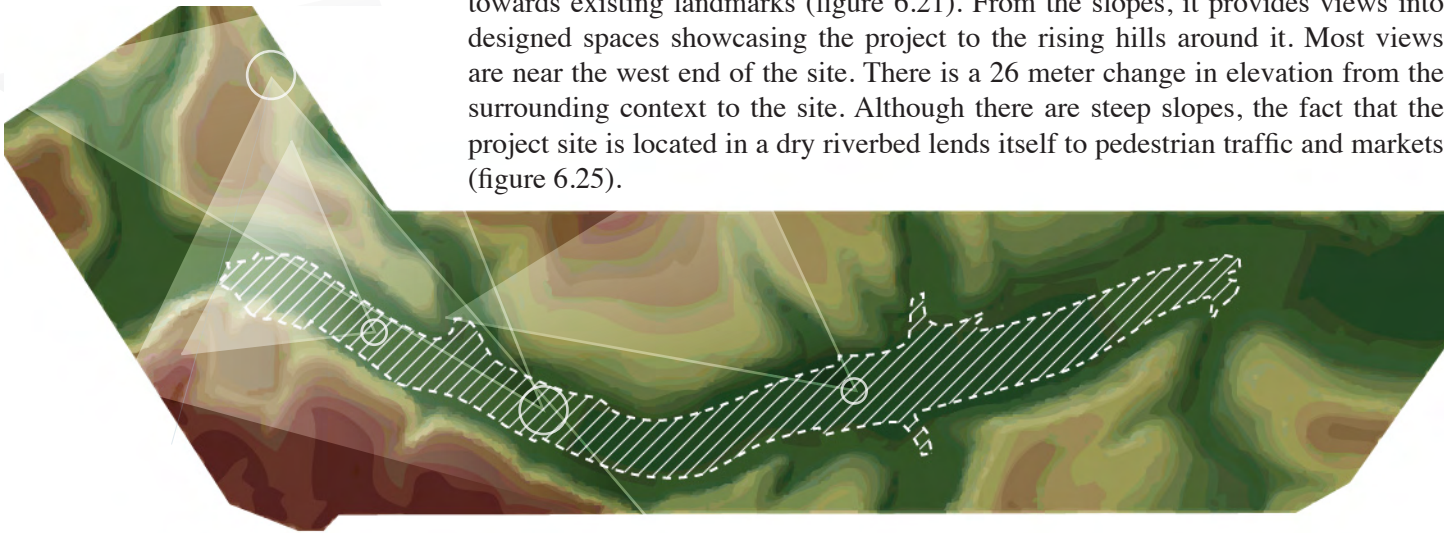 towards existing landmarks (figure 6.21). From the slopes, it provides views into
designed spaces showcasing the project to the rising hills around it. Most views
are near the west end of the site. There is a 26 meter change in elevation from the
surrounding context to the site. Although there are steep slopes, the fact that the
project site is located in a dry riverbed lends itself to pedestrian traffic and markets
(figure 6.25).